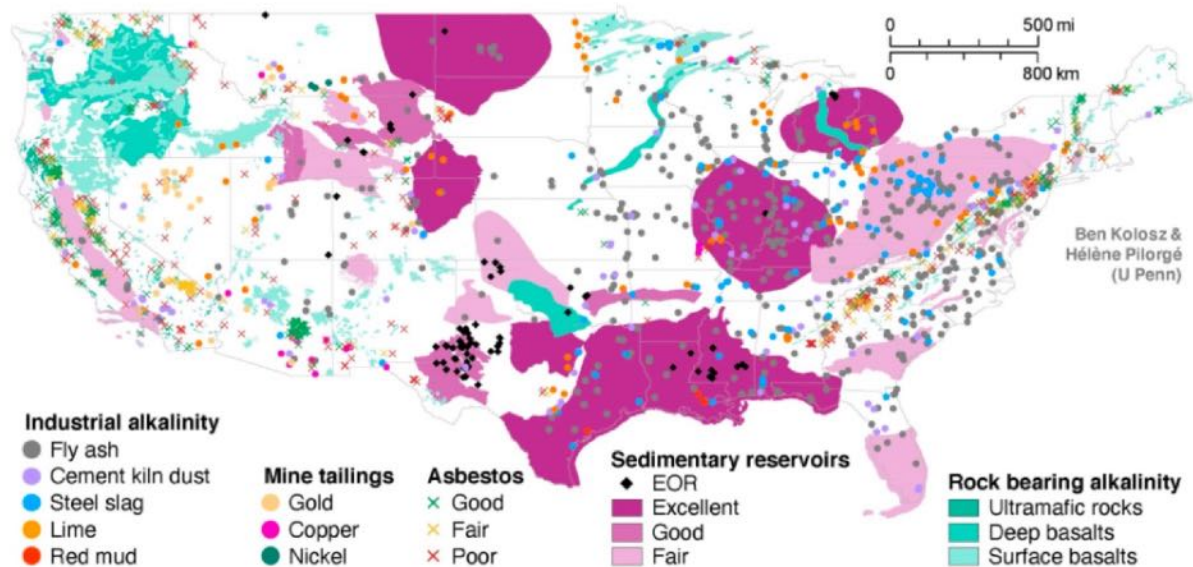 0 500 mi
0 800 km
Ben Kolosz &
Hélène Pilorgé
(U Penn)
Industrial alkalinity
Fly ash
Cement kiln dust
Steel slag
Lime
Red mud
Mine tailings
Gold
Copper
Nickel
Asbestos
Good
Fair
Poor
Sedimentary reservoirs
EOR
Excellent
Good
Fair
Rock bearing alkalinity
Ultramafic rocks
Deep basalts
Surface basalts